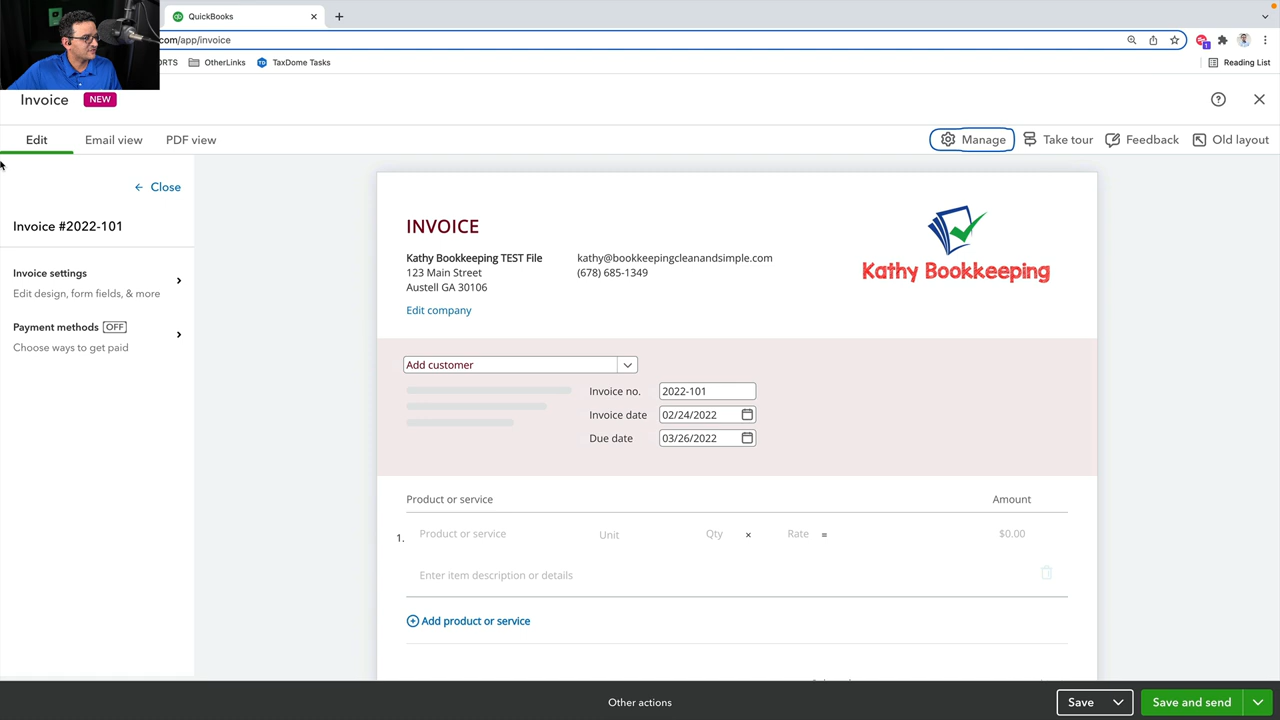 QuickBooks
com/app/invoice
ORTS
OtherLinks
TD TaxDome Tasks
Reading List
Invoice NEW
Edit
Email view
PDF view
Manage
Take tour
Feedback
Old layout
Close
Invoice #2022-101
Invoice settings
Edit design, form fields, & more
Payment methods OFF
Choose ways to get paid
INVOICE
Kathy Bookkeeping TEST File
123 Main Street
Austell GA 30106
Edit company
kathy@bookkeepingcleanandsimple.com
(678) 685-1349
Kathy Bookkeeping
Add customer
Invoice no. 2022-101
Invoice date 02/24/2022
Due date 03/26/2022
Product or service Amount
1. Product or service Unit Qty × Rate = $0.00
Enter item description or details
Add product or service
Other actions
Save
Save and send